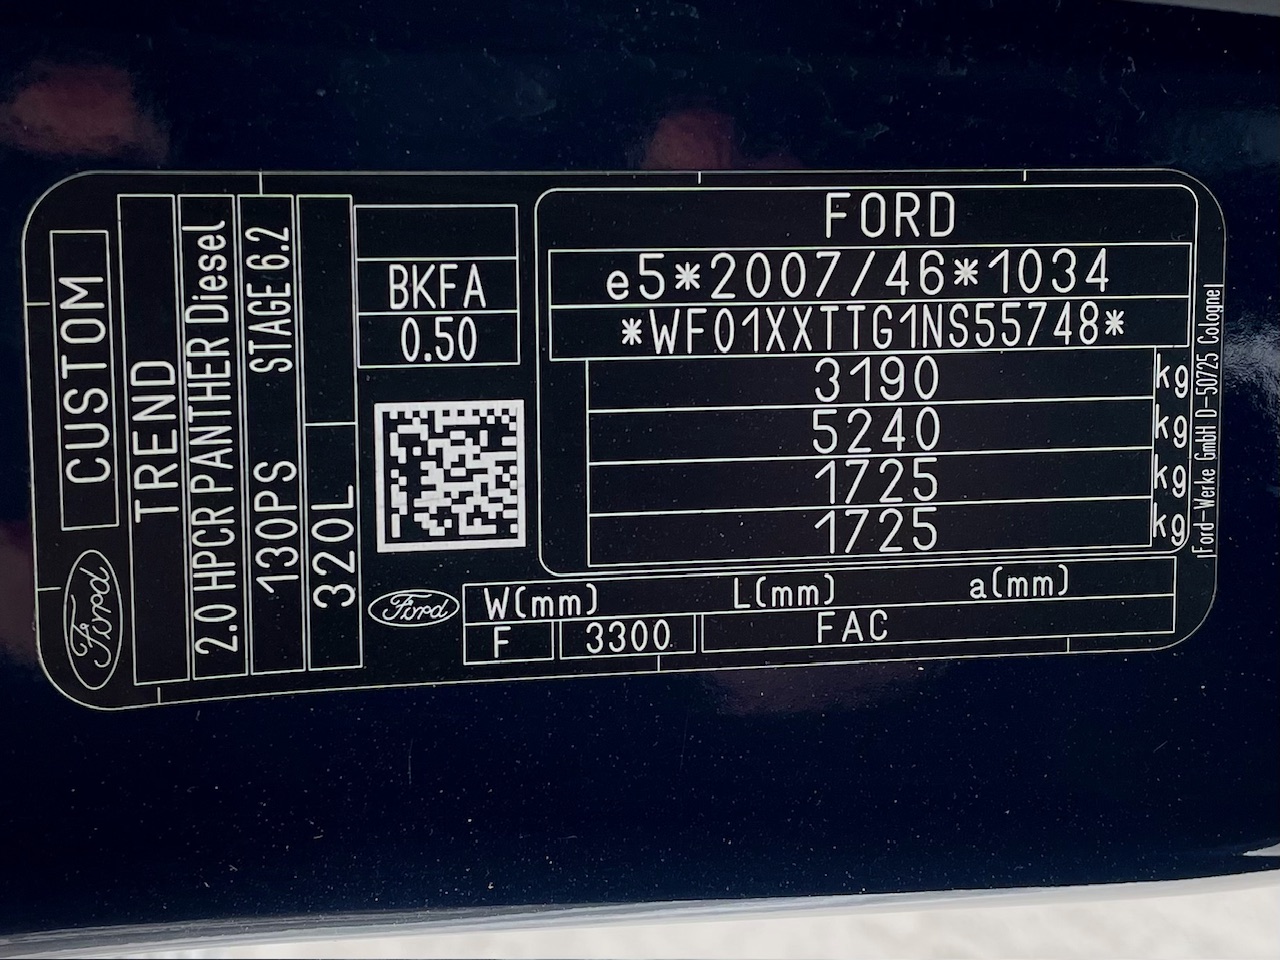 CUSTOM
TREND
2.0 HPCR PANTHER Diesel
130PS STAGE 6.2
320L
Ford
BKFA
0.50
Ford
FORD
e5*2007/46*1034
*WF01XXTTG1NS55748*
3190 kg
5240 kg
1725 kg
1725 kg
W(mm) L(mm) a(mm)
F 3300 FAC
Ford-Werke GmbH D-50725 Cologne